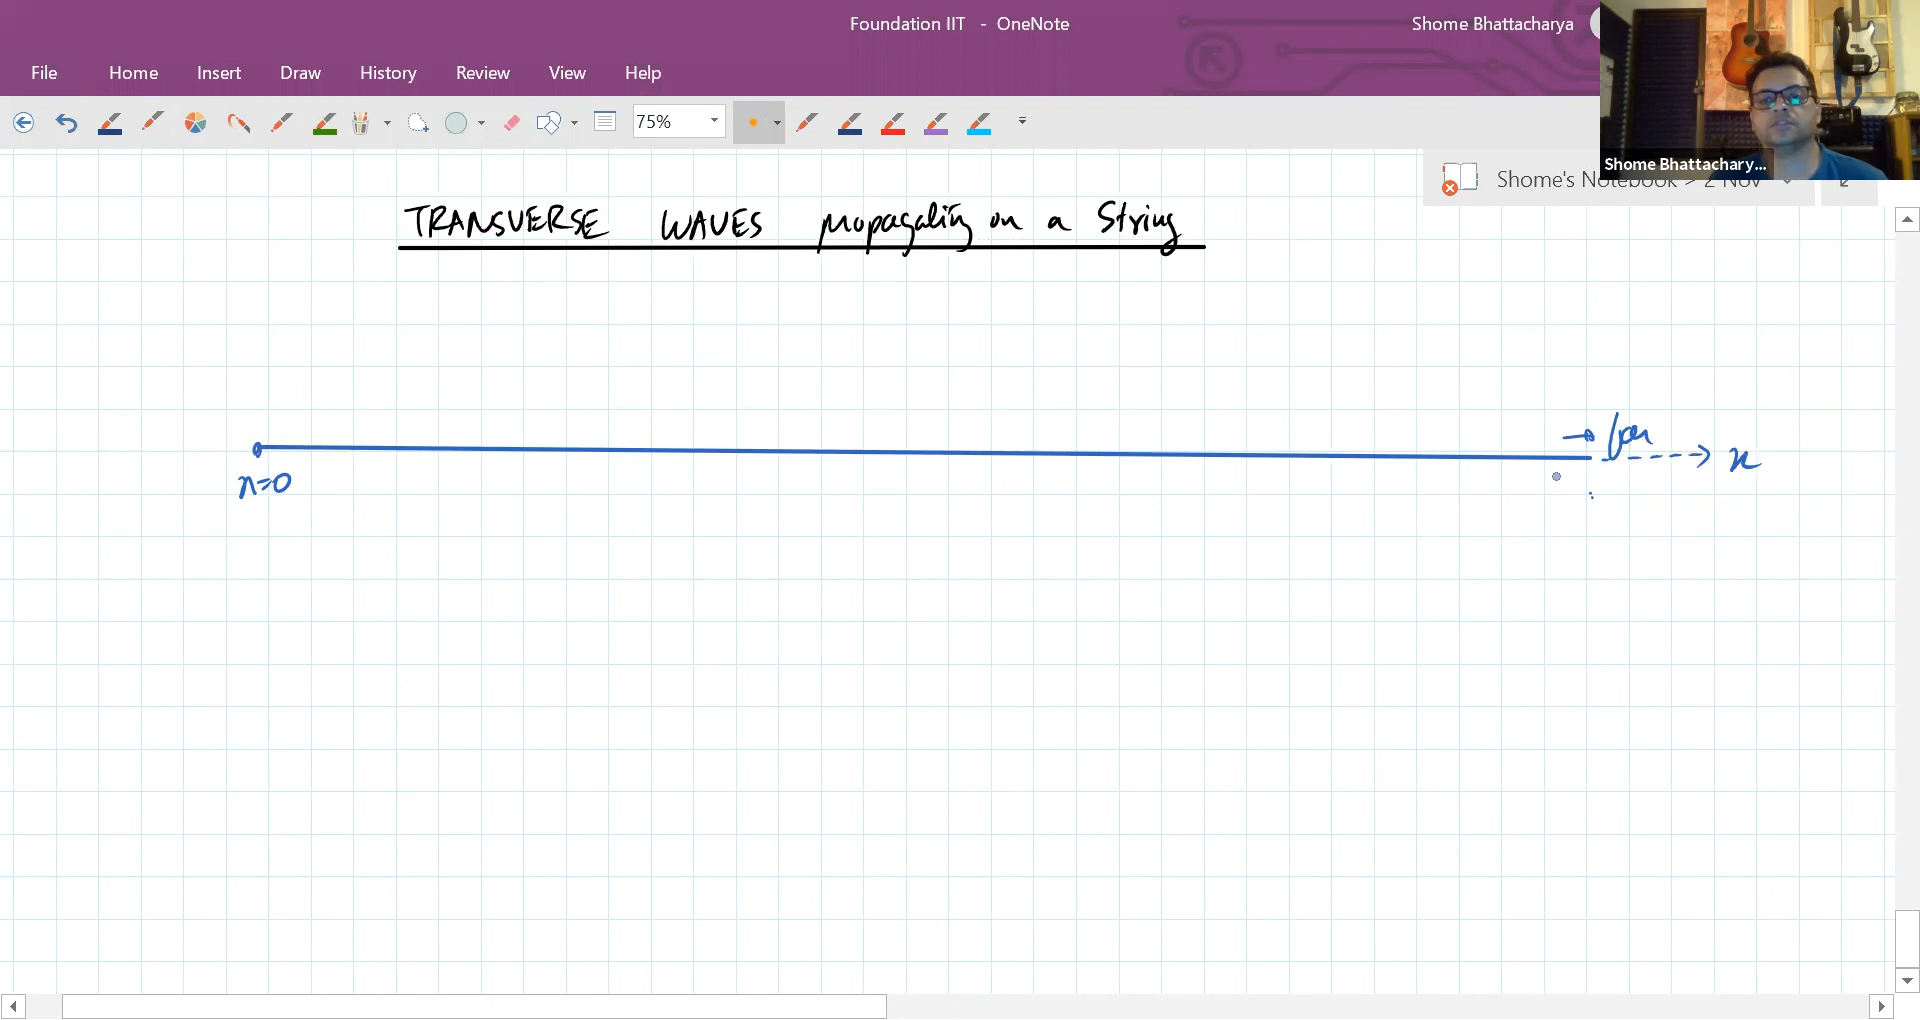 Foundation IIT - OneNote
Shome Bhattacharya
File Home Insert Draw History Review View Help
75%
Shome Bhattachary...
Shome's Notebook > 2 Nov
TRANSVERSE WAVES propagating on a String
far
x
x=0